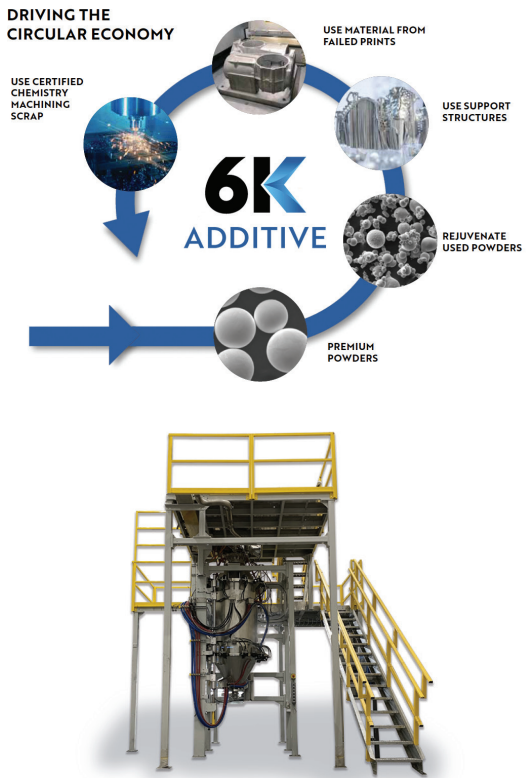 DRIVING THE
CIRCULAR ECONOMY
USE MATERIAL FROM
FAILED PRINTS
USE CERTIFIED
CHEMISTRY
MACHINING
SCRAP
USE SUPPORT
STRUCTURES
6K
ADDITIVE
REJUVENATE
USED POWDERS
PREMIUM
POWDERS